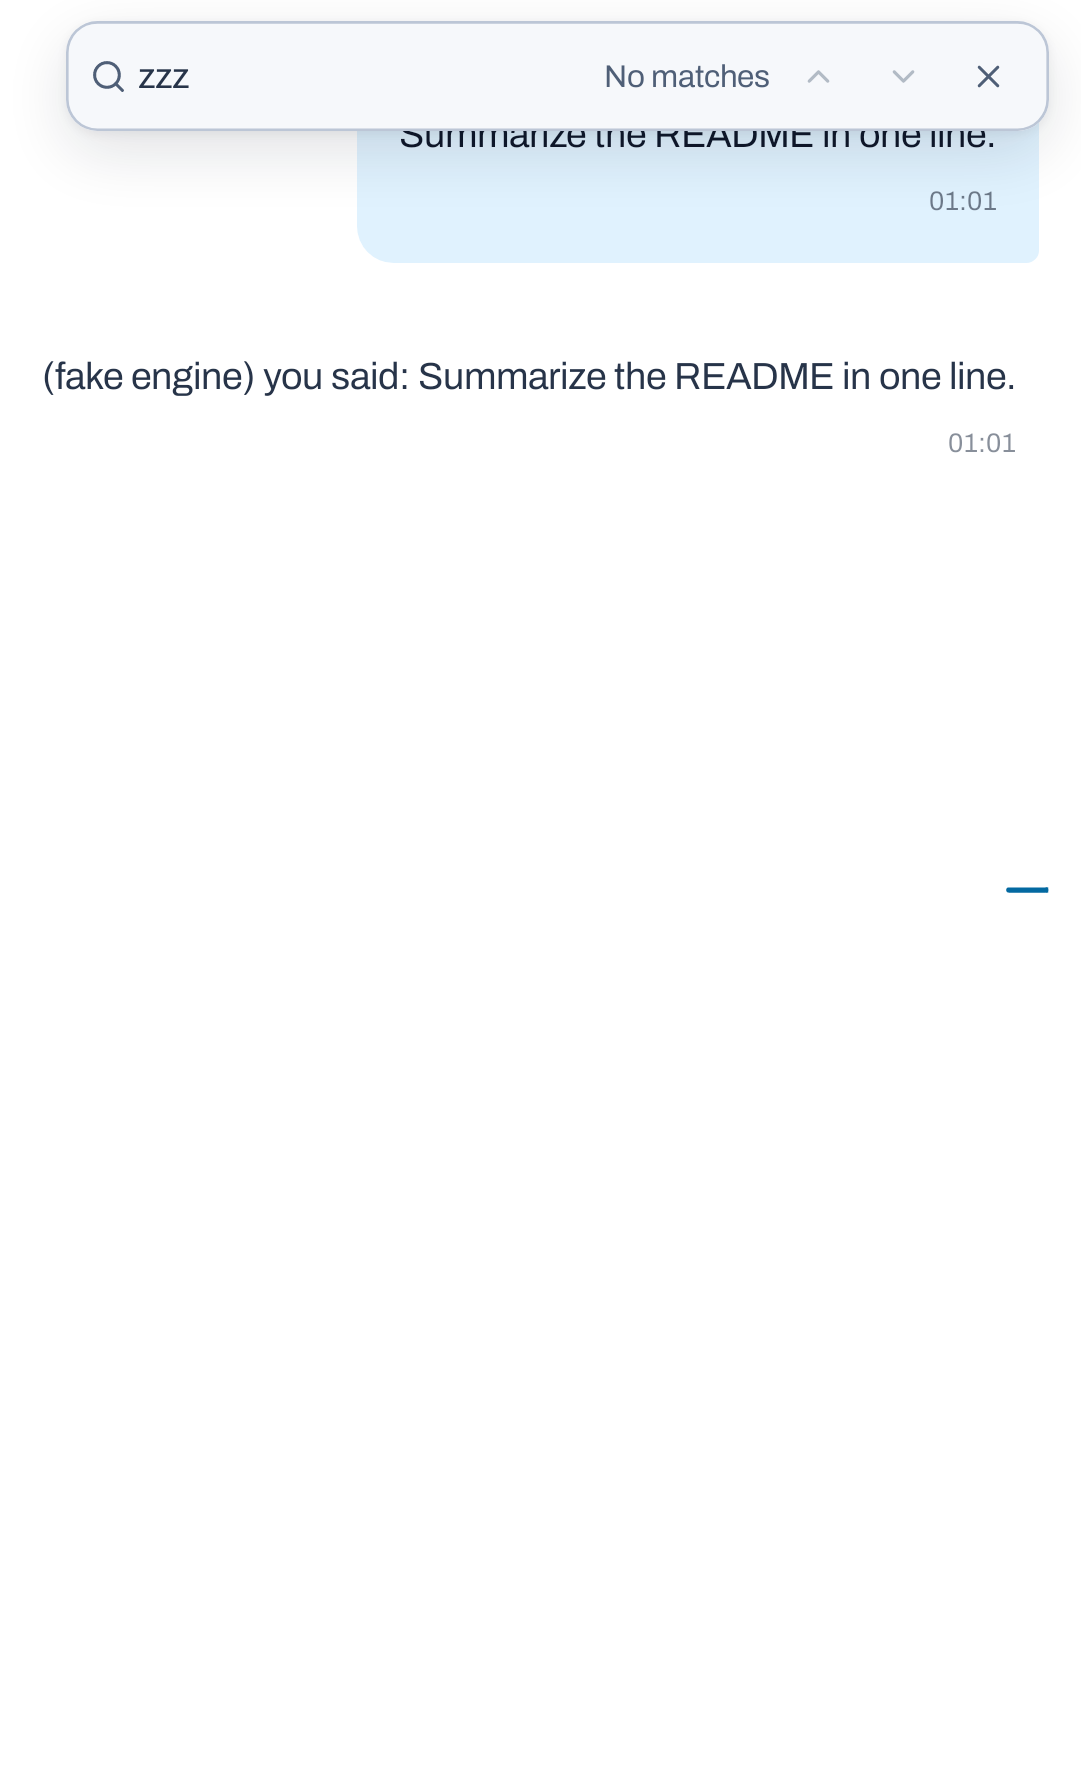 zzz
No matches
Summarize the README in one line.
01:01
(fake engine) you said: Summarize the README in one line.
01:01